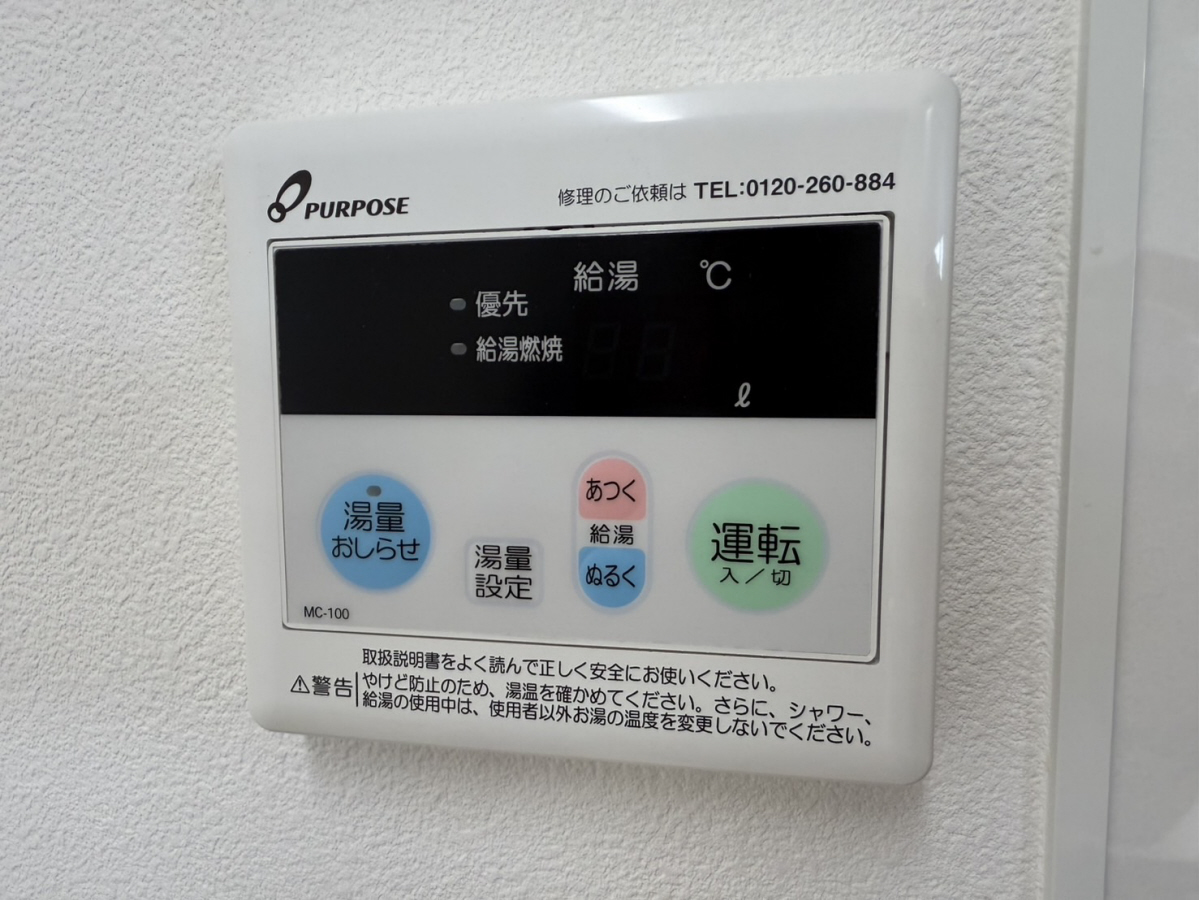 PURPOSE
修理のご依頼は TEL:0120-260-884
給湯 ℃
優先
給湯燃焼
ℓ
湯量
おしらせ
湯量
設定
あつく
給湯
ぬるく
運転
入/切
MC-100
⚠警告
取扱説明書をよく読んで正しく安全にお使いください。
やけど防止のため、湯温を確かめてください。さらに、シャワー、
給湯の使用中は、使用者以外お湯の温度を変更しないでください。